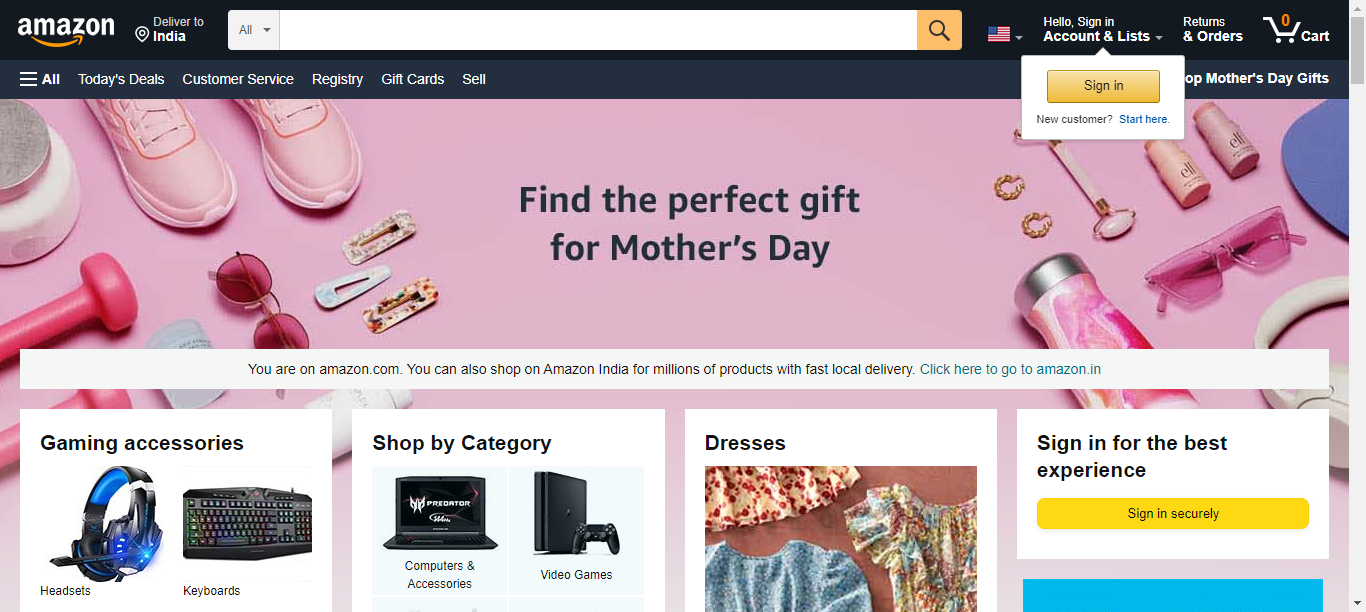 amazon
Deliver to
India
All
Hello, Sign in
Account & Lists
Returns
& Orders
0
Cart
All
Today's Deals
Customer Service
Registry
Gift Cards
Sell
op Mother's Day Gifts
Sign in
New customer? Start here.
elf
elf
Find the perfect gift
for Mother's Day
You are on amazon.com. You can also shop on Amazon India for millions of products with fast local delivery. Click here to go to amazon.in
Gaming accessories
Headsets
Keyboards
Shop by Category
PREDATOR
Computers &
Accessories
Video Games
Dresses
Sign in for the best
experience
Sign in securely